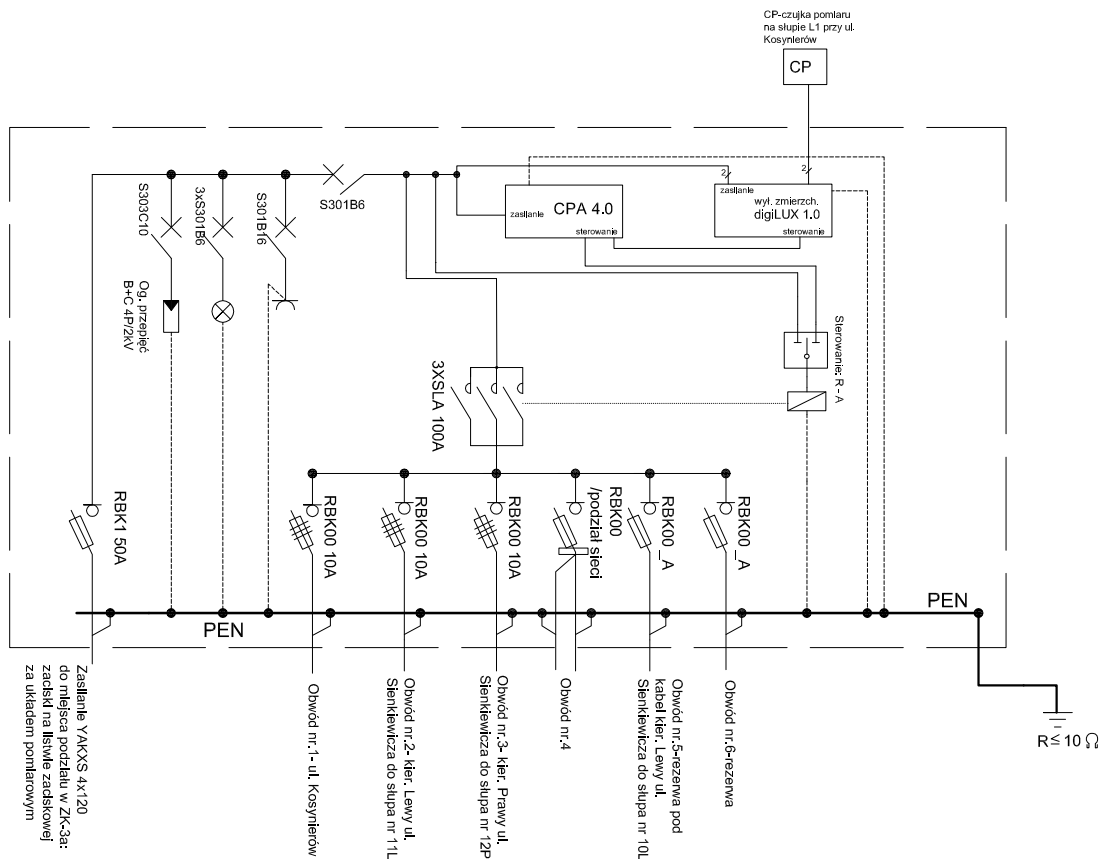 CP-czujka pomiaru
na słupie L1 przy ul.
Kosynierów
CP
S303C10
3xS301B6
S301B16
S301B6
zasilanie
CPA 4.0
sterowanie
2
2
zasilanie
wył. zmierzch.
digiLUX 1.0
sterowanie
Og. przepięć
B+C 4P/2kV
Sterowanie: R - A
3XSLA 100A
RBK1 50A
RBK00 10A
RBK00 10A
RBK00 10A
RBK00
/podział sieci
RBK00 _A
RBK00 _A
PEN
PEN
R ≤ 10 Ω
Zasilanie YAKXS 4x120
do miejsca podziału w ZK-3a:
zaciski na listwie zaciskowej
za układem pomiarowym
Obwód nr.1- ul. Kosynierów
Obwód nr.2- kier. Lewy ul.
Sienkiewicza do słupa nr 11L
Obwód nr.3- kier. Prawy ul.
Sienkiewicza do słupa nr 12P
Obwód nr.4
Obwód nr.5-rezerwa pod
kabel kier. Lewy ul.
Sienkiewicza do słupa nr 10L
Obwód nr.6-rezerwa